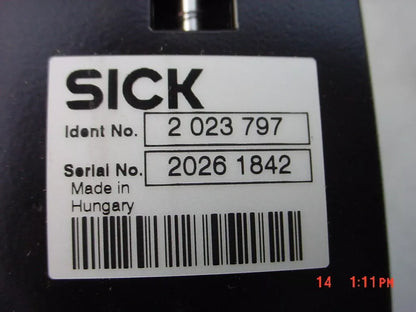 SICK
Ident No. 2 023 797
Serial No. 2026 1842
Made in
Hungary
14 1:11PM